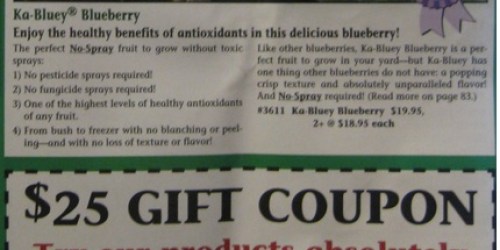 Ka-Bluey® Blueberry
Enjoy the healthy benefits of antioxidants in this delicious blueberry!
The perfect No-Spray fruit to grow without toxic
sprays:
1) No pesticide sprays required!
2) No fungicide sprays required!
3) One of the highest levels of healthy antioxidants
of any fruit.
4) From bush to freezer with no blanching or peel-
ing—and with no loss of texture or flavor!
Like other blueberries, Ka-Bluey Blueberry is a per-
fect fruit to grow in your yard—but Ka-Bluey has
one thing other blueberries do not have: a popping
crisp texture and absolutely unparalleled flavor!
And No-Spray required! (Read more on page 83.)
#3611 Ka-Bluey Blueberry $19.95,
2+ @ $18.95 each
$25 GIFT COUPON
Try our products absolutely